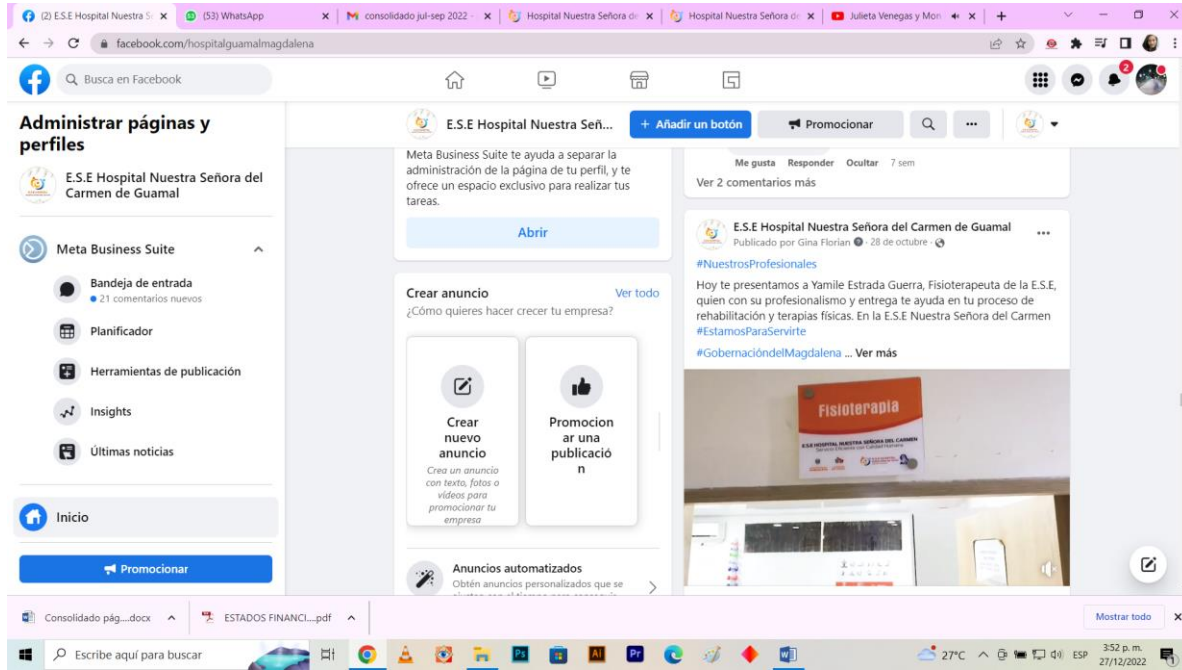 (2) E.S.E Hospital Nuestra S
(53) WhatsApp
consolidado jul-sep 2022 -
Hospital Nuestra Señora de
Hospital Nuestra Señora de
Julieta Venegas y Mon
facebook.com/hospitalguamalmagdalena
Busca en Facebook
2
Administrar páginas y
perfiles
E.S.E Hospital Nuestra Señora del
Carmen de Guamal
Meta Business Suite
Bandeja de entrada
21 comentarios nuevos
Planificador
Herramientas de publicación
Insights
Últimas noticias
Inicio
Promocionar
E.S.E Hospital Nuestra Señ...
+ Añadir un botón
Promocionar
Meta Business Suite te ayuda a separar la
administración de la página de tu perfil, y te
ofrece un espacio exclusivo para realizar tus
tareas.
Abrir
Crear anuncio
Ver todo
¿Cómo quieres hacer crecer tu empresa?
Crear
nuevo
anuncio
Crea un anuncio
con texto, fotos o
vídeos para
promocionar tu
empresa
Promocion
ar una
publicació
n
Anuncios automatizados
Obtén anuncios personalizados que se
Me gusta Responder Ocultar 7 sem
Ver 2 comentarios más
E.S.E Hospital Nuestra Señora del Carmen de Guamal
Publicado por Gina Florian · 28 de octubre ·
#NuestrosProfesionales
Hoy te presentamos a Yamile Estrada Guerra, Fisioterapeuta de la E.S.E,
quien con su profesionalismo y entrega te ayuda en tu proceso de
rehabilitación y terapias físicas. En la E.S.E Nuestra Señora del Carmen
#EstamosParaServirte
#GobernacióndelMagdalena ... Ver más
Fisioterapia
E.S.E HOSPITAL NUESTRA SEÑORA DEL CARMEN
Consolidado pág....docx
ESTADOS FINANCI....pdf
Mostrar todo
Escribe aquí para buscar
27°C
ESP
3:52 p. m.
27/12/2022
1